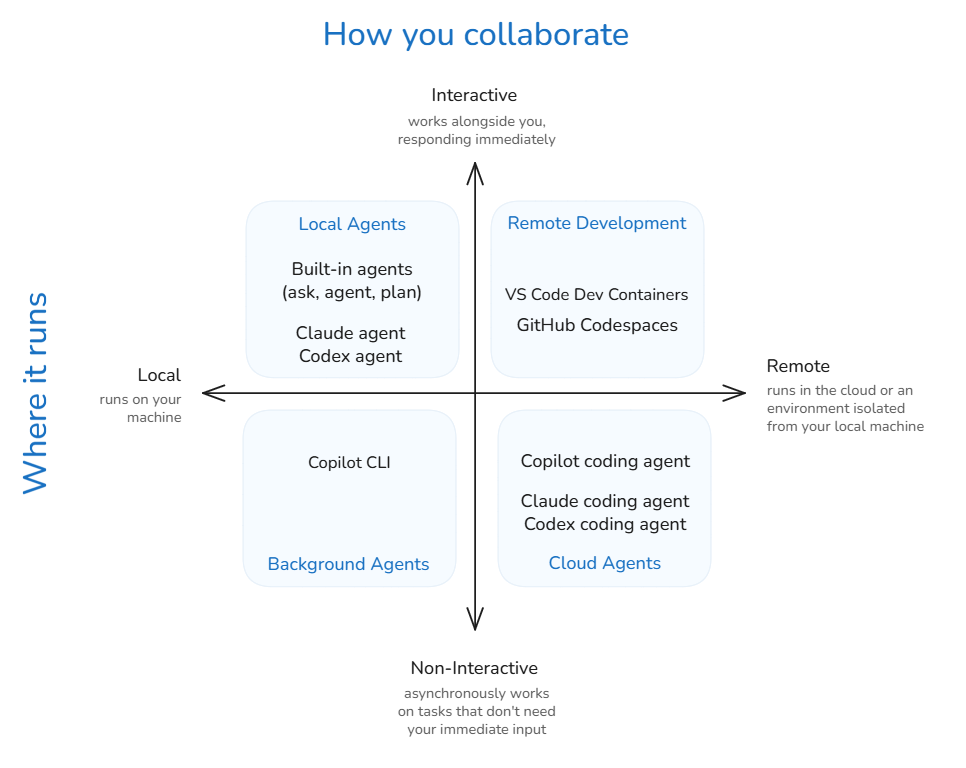 How you collaborate
Interactive
works alongside you,
responding immediately
Local Agents
Built-in agents
(ask, agent, plan)
Claude agent
Codex agent
Remote Development
VS Code Dev Containers
GitHub Codespaces
Where it runs
Local
runs on your
machine
Remote
runs in the cloud or an
environment isolated
from your local machine
Copilot CLI
Background Agents
Copilot coding agent
Claude coding agent
Codex coding agent
Cloud Agents
Non-Interactive
asynchronously works
on tasks that don't need
your immediate input